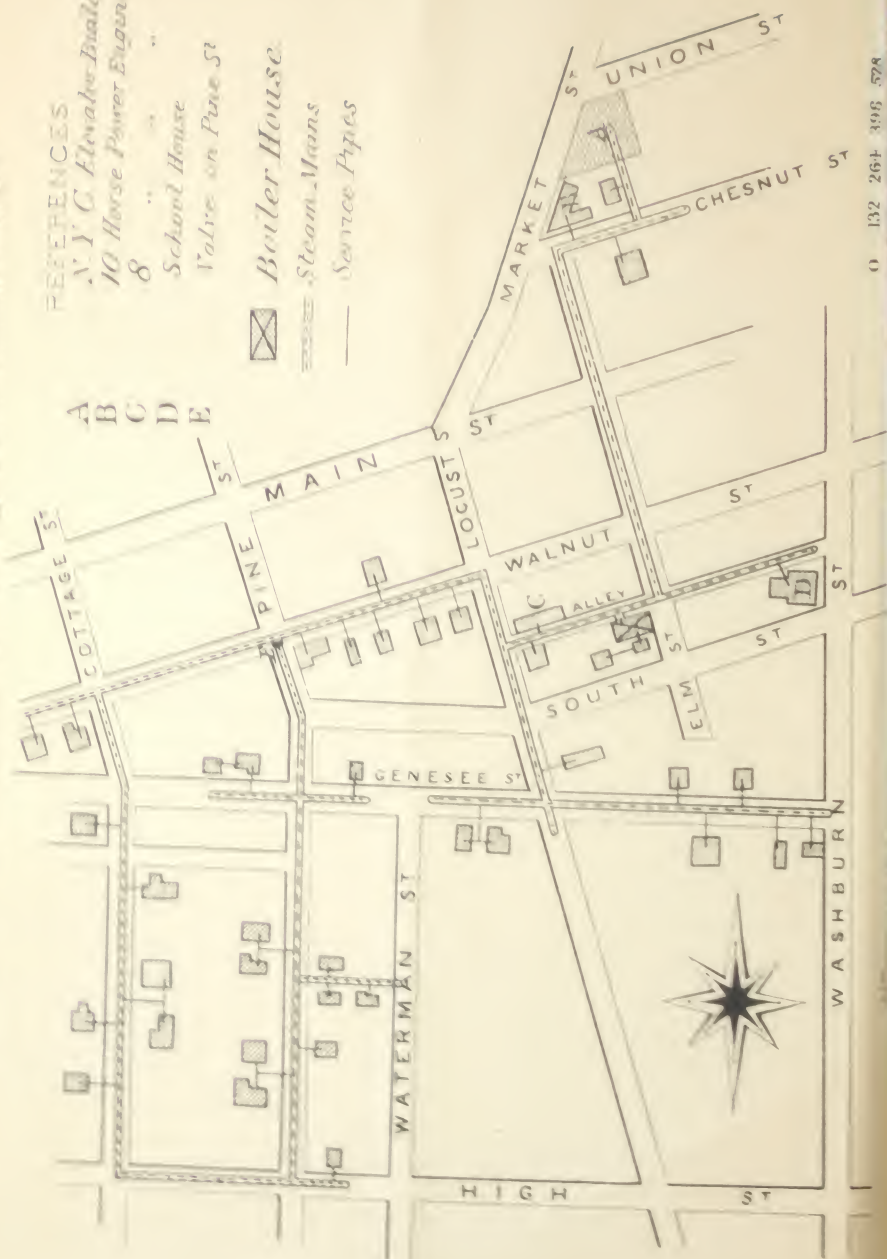 REFERENCES
A N.Y.C. Elevator
B 10 Horse Power
C 8 " " "
D School House
E Valve on Pine St
Boiler House.
Steam Mains
Service Pipes
COTTAGE ST
PINE ST
MAIN ST
LOCUST ST
MARKET ST
UNION ST
CHESNUT ST
WALNUT ST
ALLEY
SOUTH ST
ELM ST
GENESEE ST
WATERMAN ST
HIGH ST
WASHBURN ST
A
B
C
D
E
0 132 264 396 528